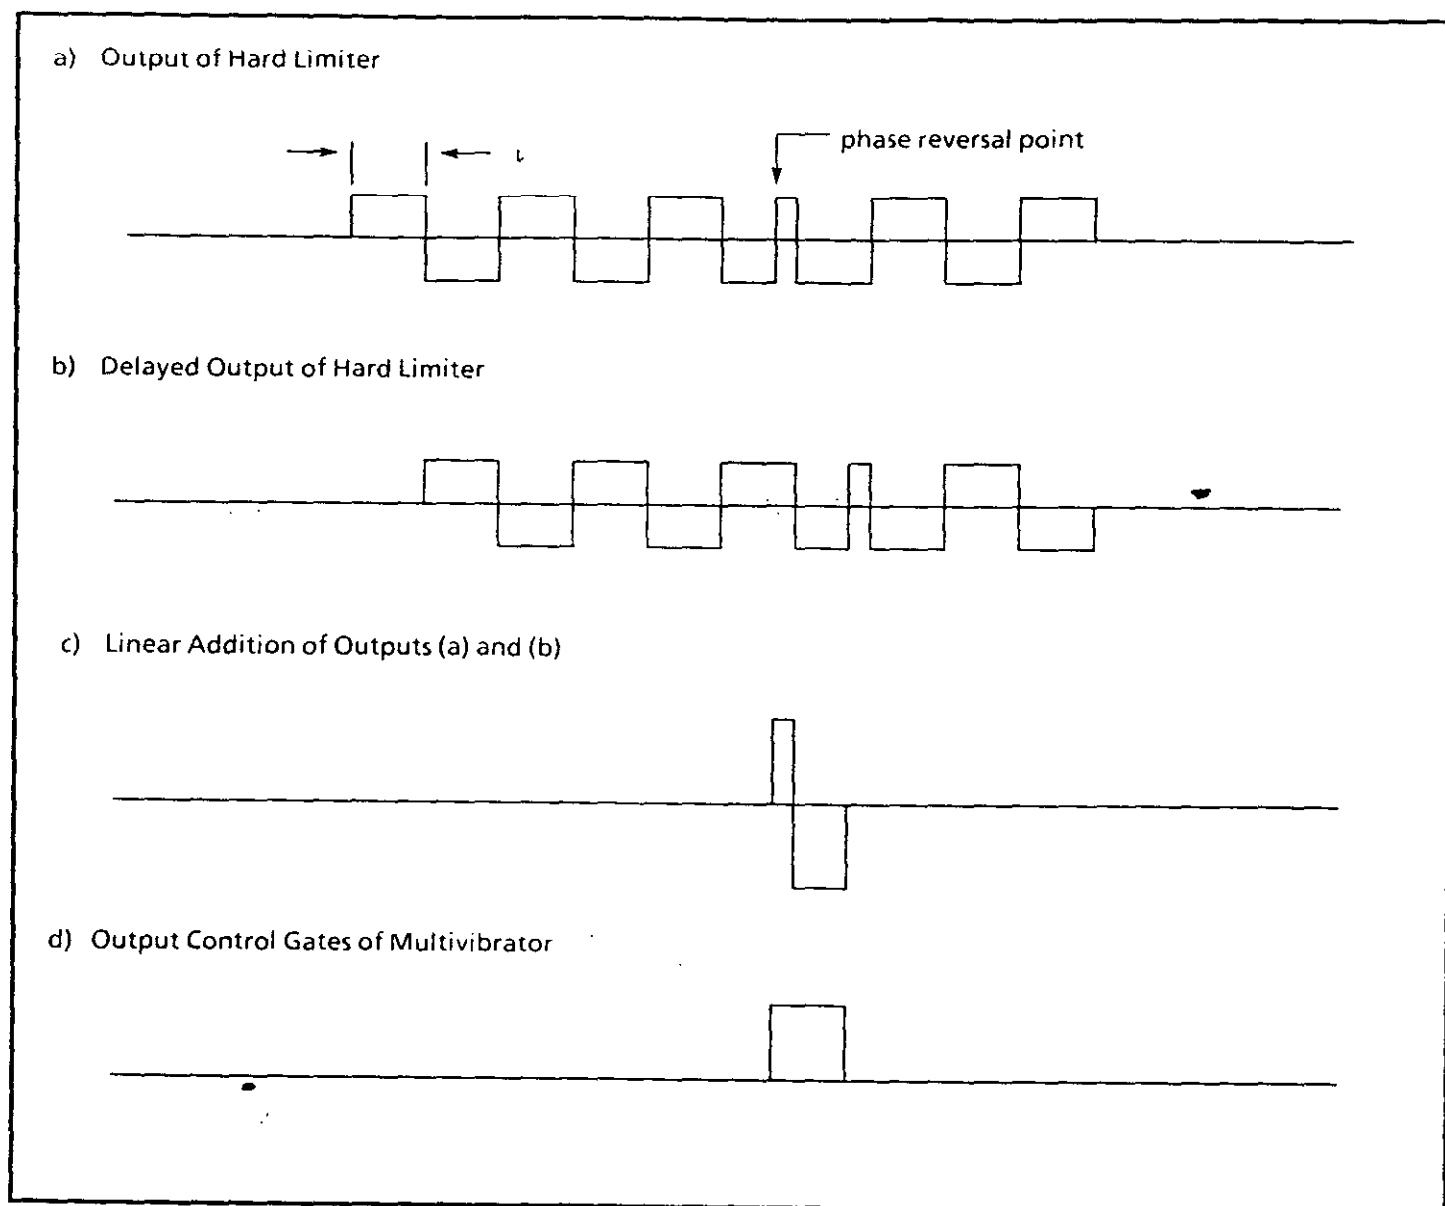 a) Output of Hard Limiter
phase reversal point
b) Delayed Output of Hard Limiter
c) Linear Addition of Outputs (a) and (b)
d) Output Control Gates of Multivibrator